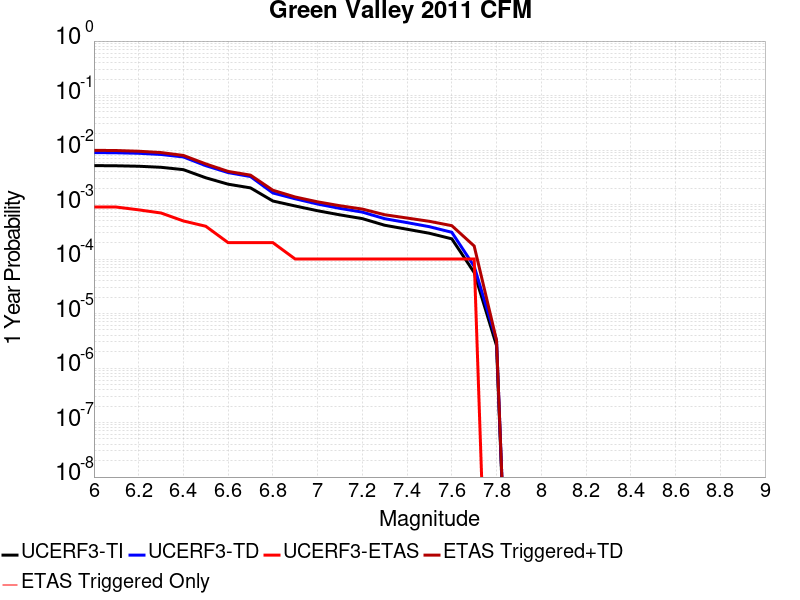 Green Valley 2011 CFM
10^0
10^-1
10^-2
10^-3
10^-4
10^-5
10^-6
10^-7
10^-8
1 Year Probability
6 6.2 6.4 6.6 6.8 7 7.2 7.4 7.6 7.8 8 8.2 8.4 8.6 8.8 9
Magnitude
UCERF3-TI UCERF3-TD UCERF3-ETAS ETAS Triggered+TD
ETAS Triggered Only